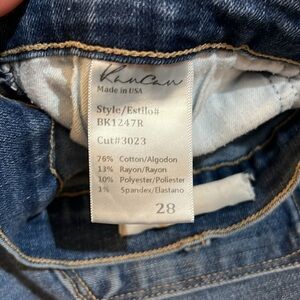 KanCan
Made in USA
Style/Estilo#
BK1247R
Cut#3023
76% Cotton/Algodon
13% Rayon/Rayon
10% Polyester/Poliester
1% Spandex/Elastano
28